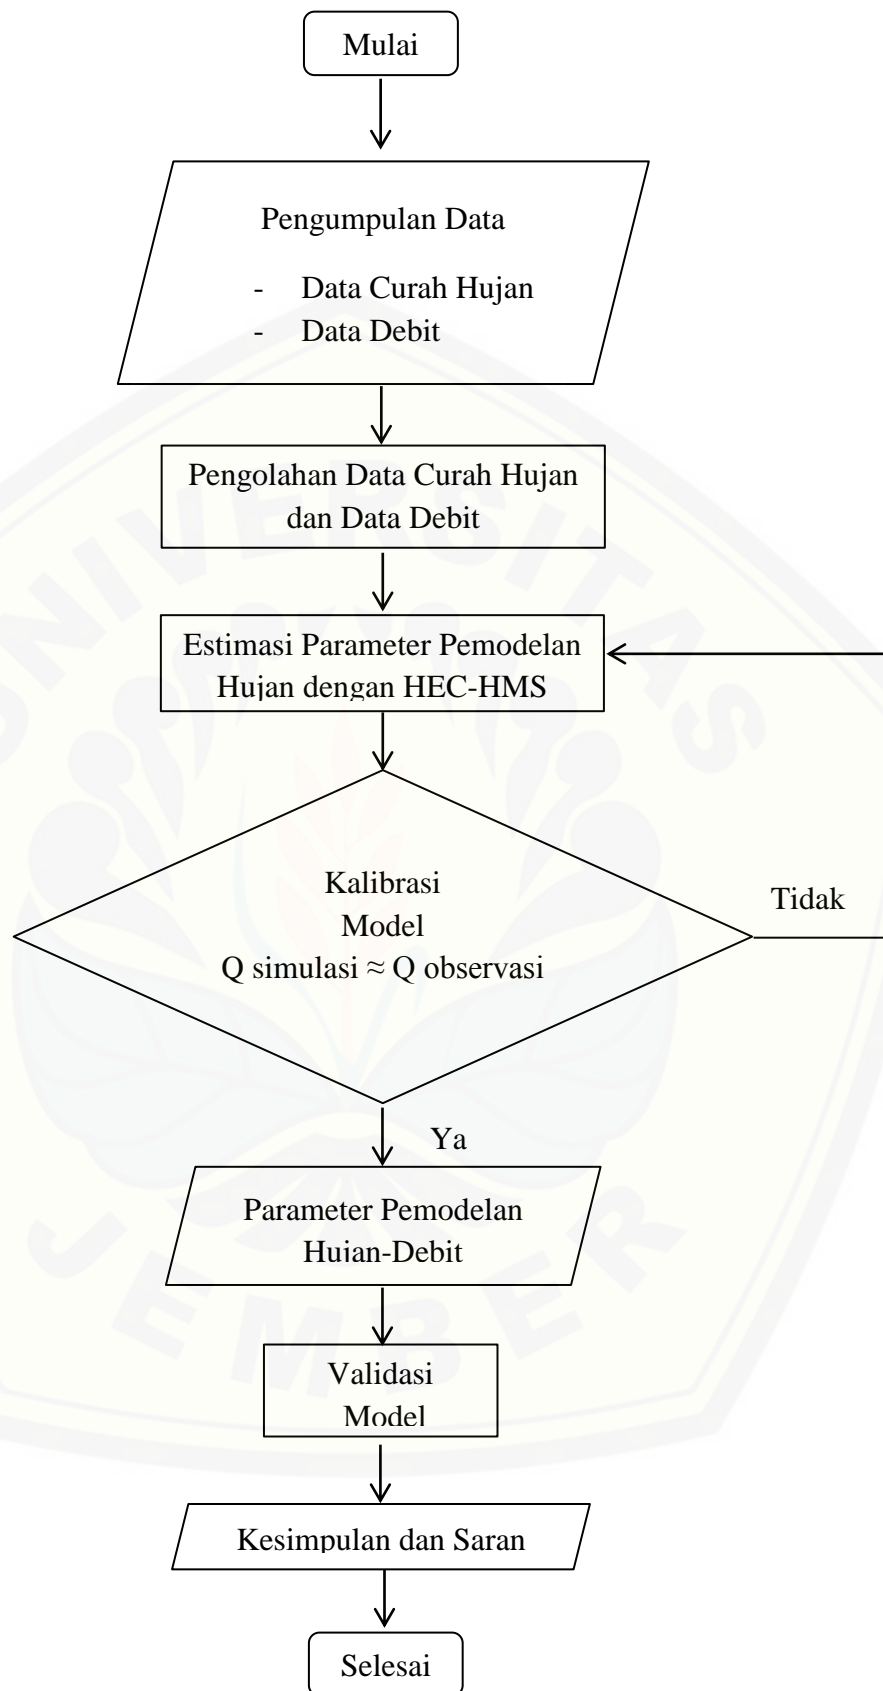 Mulai
Pengumpulan Data
- Data Curah Hujan
- Data Debit
Pengolahan Data Curah Hujan
dan Data Debit
Estimasi Parameter Pemodelan
Hujan dengan HEC-HMS
Kalibrasi
Model
Q simulasi ≈ Q observasi
Tidak
Ya
Parameter Pemodelan
Hujan-Debit
Validasi
Model
Kesimpulan dan Saran
Selesai
UNIVERSITAS
JEMBER